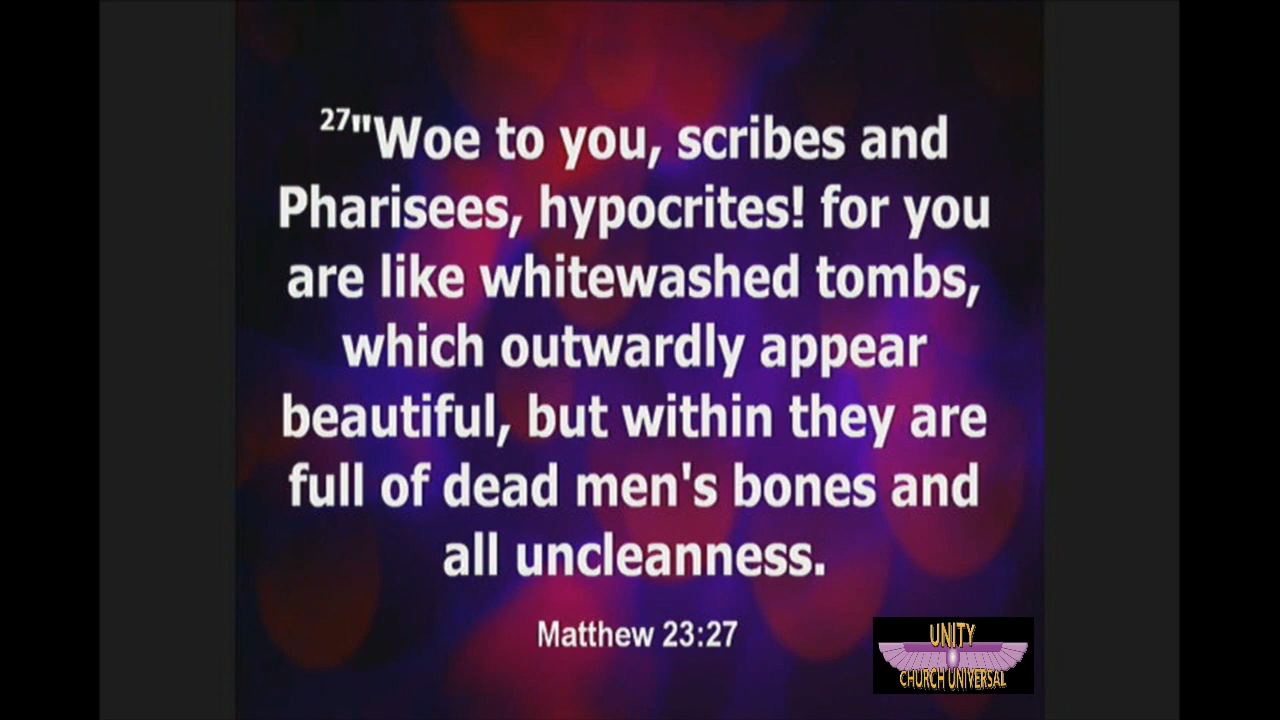 27"Woe to you, scribes and
Pharisees, hypocrites! for you
are like whitewashed tombs,
which outwardly appear
beautiful, but within they are
full of dead men's bones and
all uncleanness.
Matthew 23:27
UNITY
CHURCH UNIVERSAL